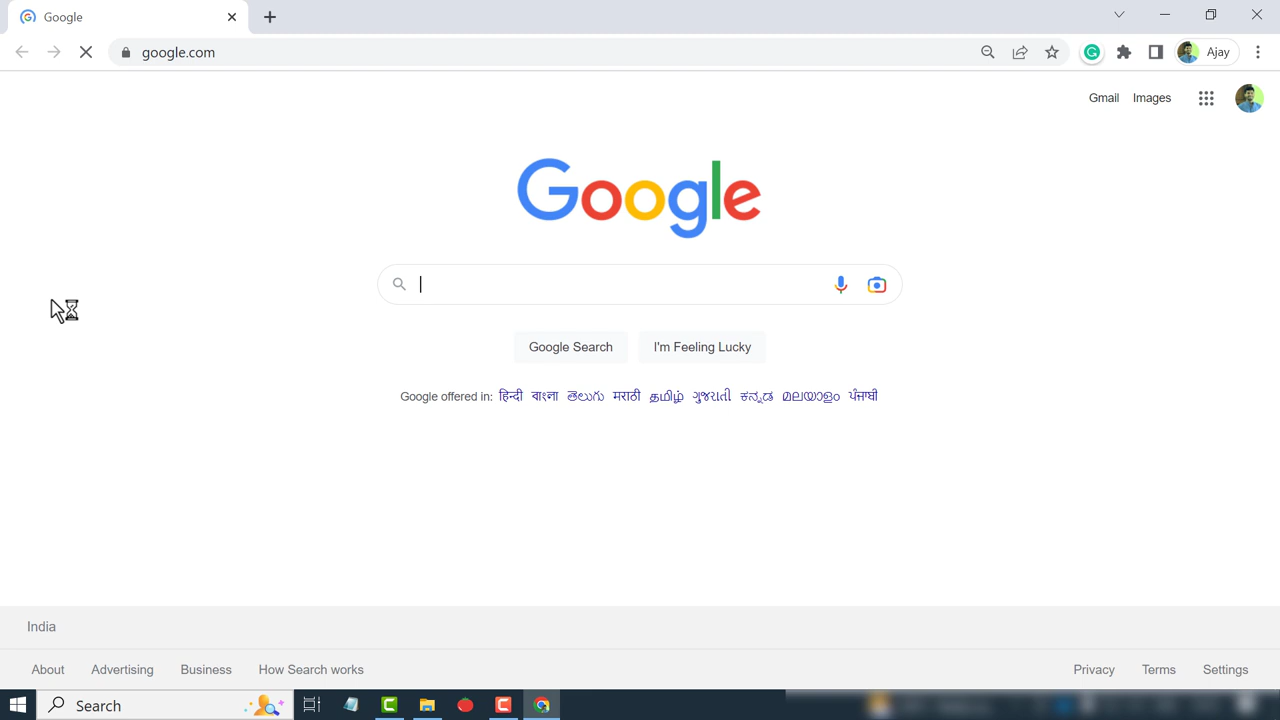 Google
google.com
Ajay
Gmail Images
Google
Google Search I'm Feeling Lucky
Google offered in: हिन्दी বাংলা తెలుగు मराठी தமிழ் ગુજરાતી ಕನ್ನಡ മലയാളം ਪੰਜਾਬੀ
India
About Advertising Business How Search works Privacy Terms Settings
Search